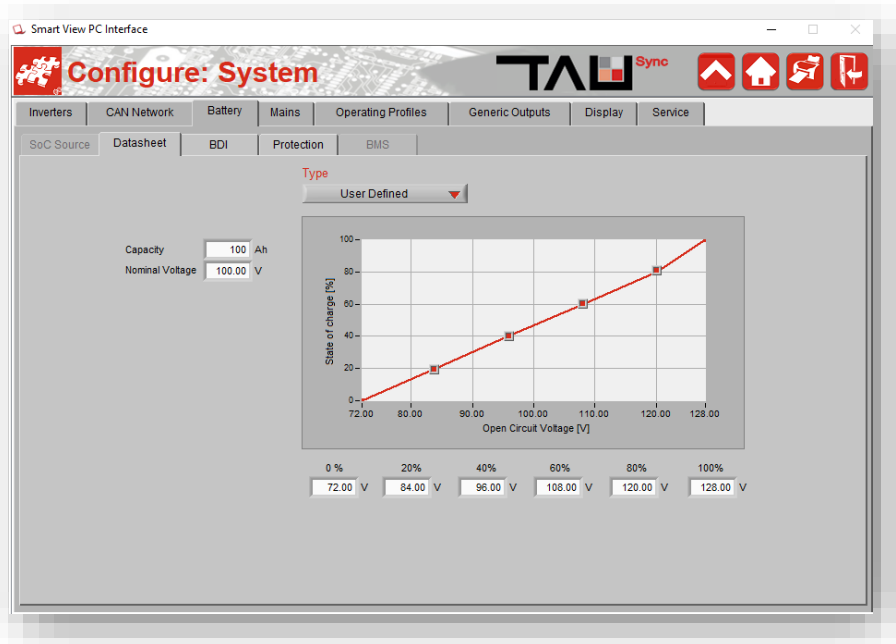 Smart View PC Interface
Configure: System
TAU Sync
Inverters CAN Network Battery Mains Operating Profiles Generic Outputs Display Service
SoC Source Datasheet BDI Protection BMS
Type
User Defined
Capacity 100 Ah
Nominal Voltage 100.00 V
State of charge [%]
100
80
60
40
20
0
72.00 80.00 90.00 100.00 110.00 120.00 128.00
Open Circuit Voltage [V]
0 % 20% 40% 60% 80% 100%
72.00 V 84.00 V 96.00 V 108.00 V 120.00 V 128.00 V